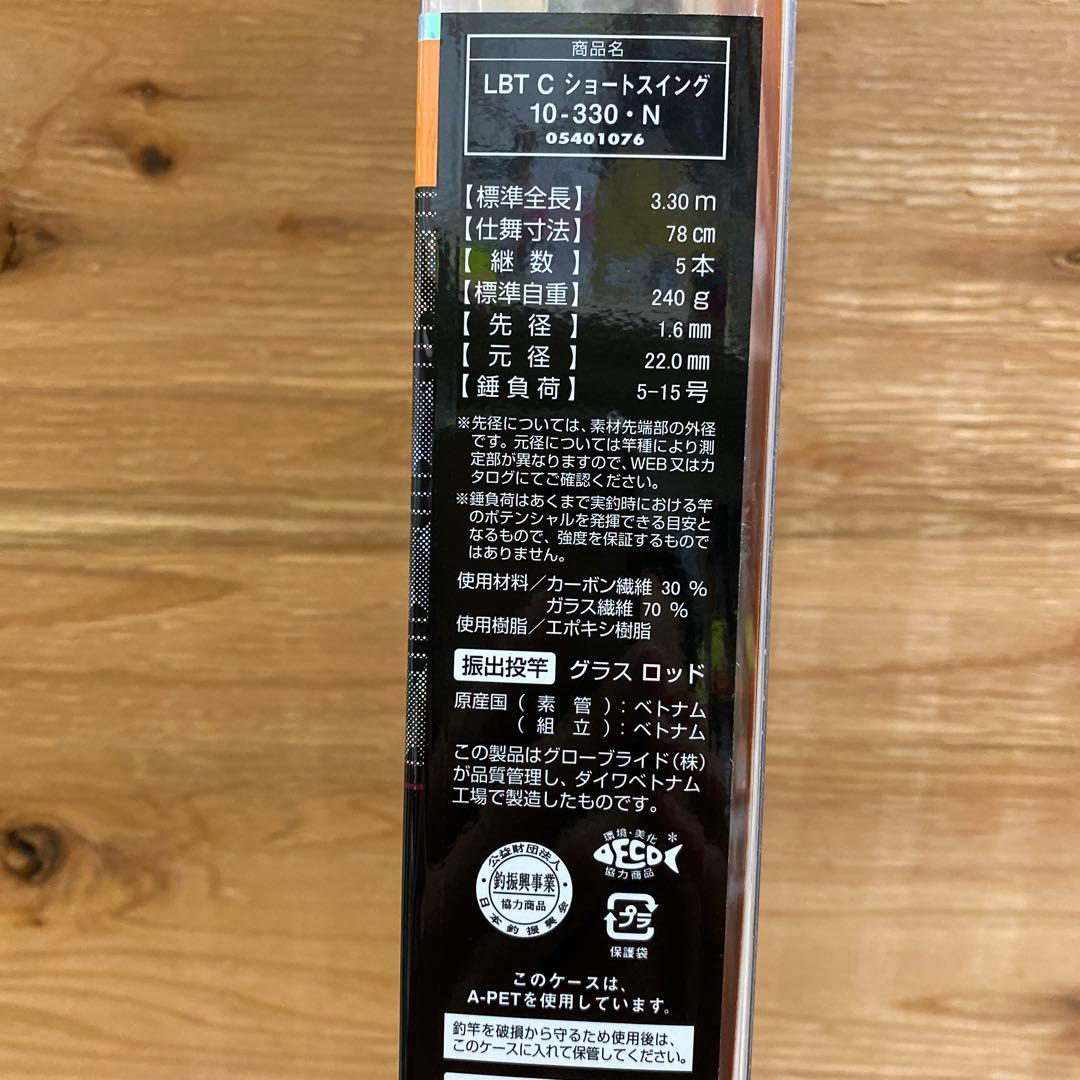 商品名
LBT C ショートスイング
10-330・N
05401076
【標準全長】 3.30 m
【仕舞寸法】 78 cm
【継数】 5本
【標準自重】 240 g
【先径】 1.6 mm
【元径】 22.0 mm
【錘負荷】 5-15号
※先径については、素材先端部の外径
です。元径については竿種により測
定部が異なりますので、WEB又はカ
タログにてご確認ください。
※錘負荷はあくまで実釣時における竿
のポテンシャルを発揮できる目安と
なるもので、強度を保証するもので
はありません。
使用材料／カーボン繊維 30 %
ガラス繊維 70 %
使用樹脂／エポキシ樹脂
振出投竿 グラス ロッド
原産国(素管):ベトナム
(組立):ベトナム
この製品はグローブライド(株)
が品質管理し、ダイワベトナム
工場で製造したものです。
公益財団法人
釣振興事業
協力商品
日本釣振興会
環境・美化
ECO
協力商品
プラ
保護袋
このケースは、
A-PETを使用しています。
釣竿を破損から守るため使用後は、
このケースに入れて保管してください。